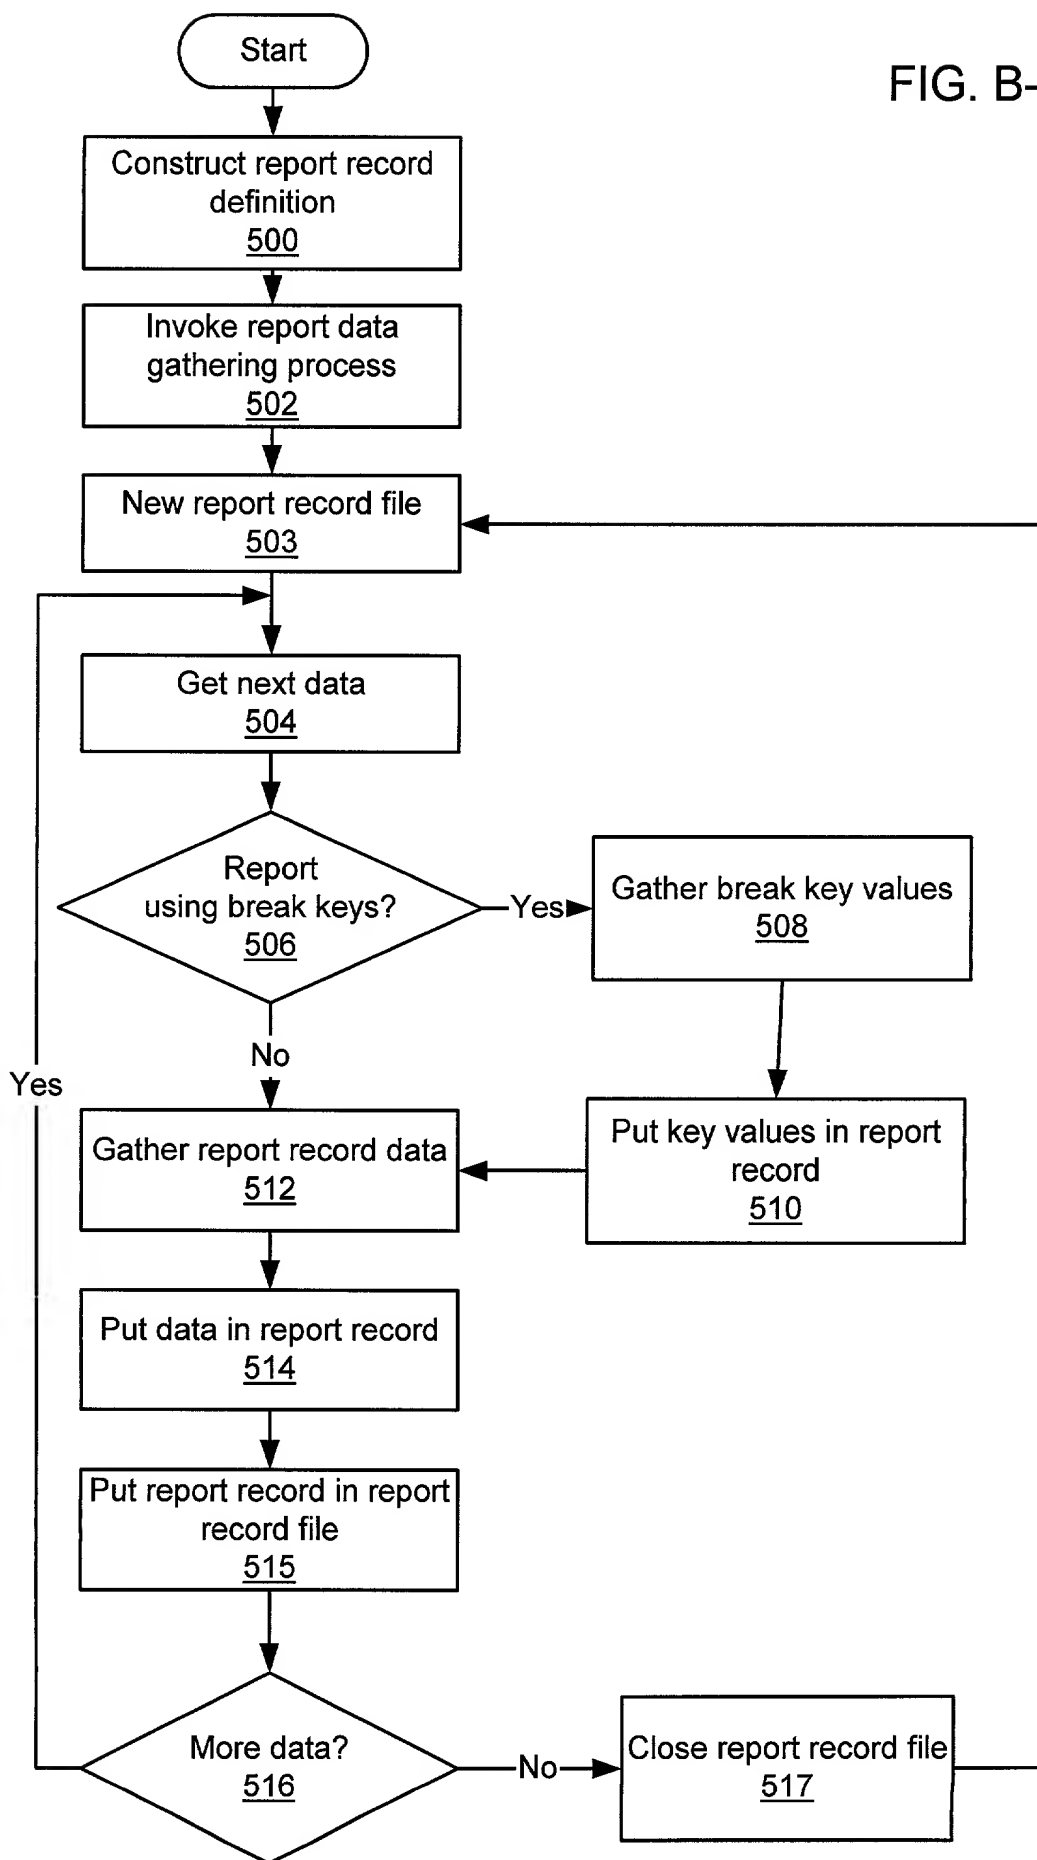 Start
FIG. B-
Construct report record
definition
500
Invoke report data
gathering process
502
New report record file
503
Get next data
504
Report
using break keys?
506
Yes
Gather break key values
508
No
Yes
Put key values in report
record
510
Gather report record data
512
Put data in report record
514
Put report record in report
record file
515
More data?
516
No
Close report record file
517